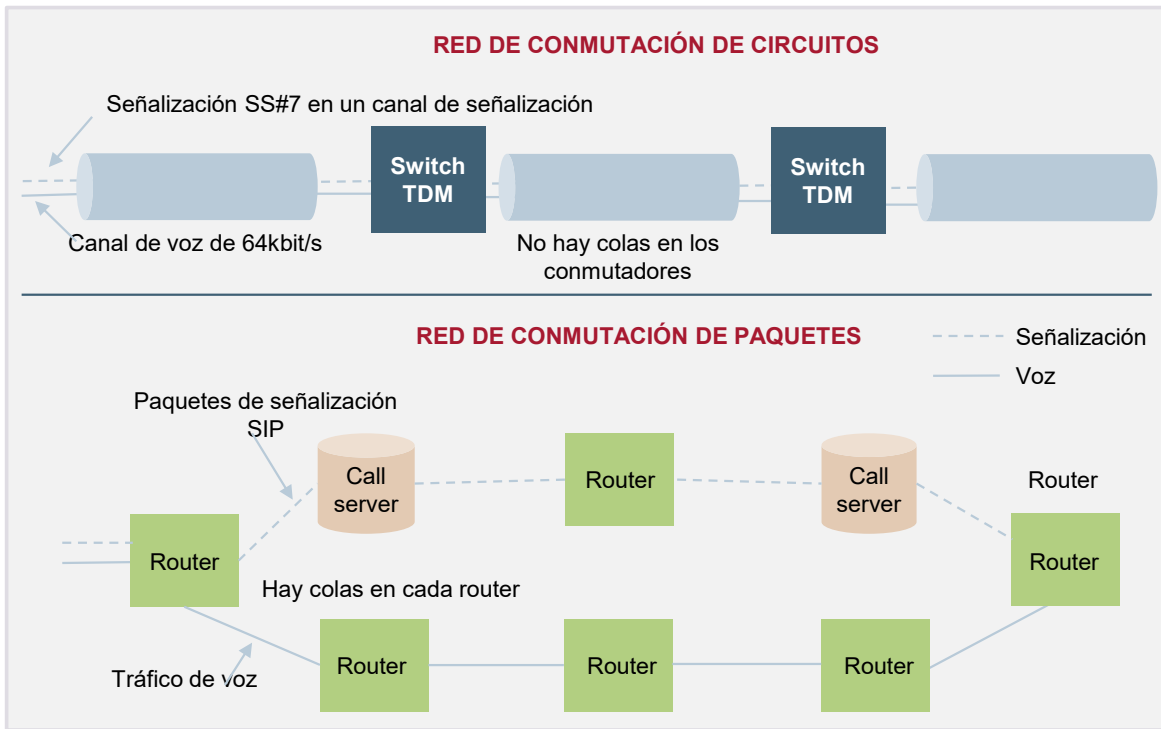 RED DE CONMUTACIÓN DE CIRCUITOS
Señalización SS#7 en un canal de señalización
Switch
TDM
Switch
TDM
Canal de voz de 64kbit/s
No hay colas en los
conmutadores
RED DE CONMUTACIÓN DE PAQUETES
Señalización
Voz
Paquetes de señalización
SIP
Call
server
Router
Call
server
Router
Router
Router
Hay colas en cada router
Router
Router
Router
Tráfico de voz